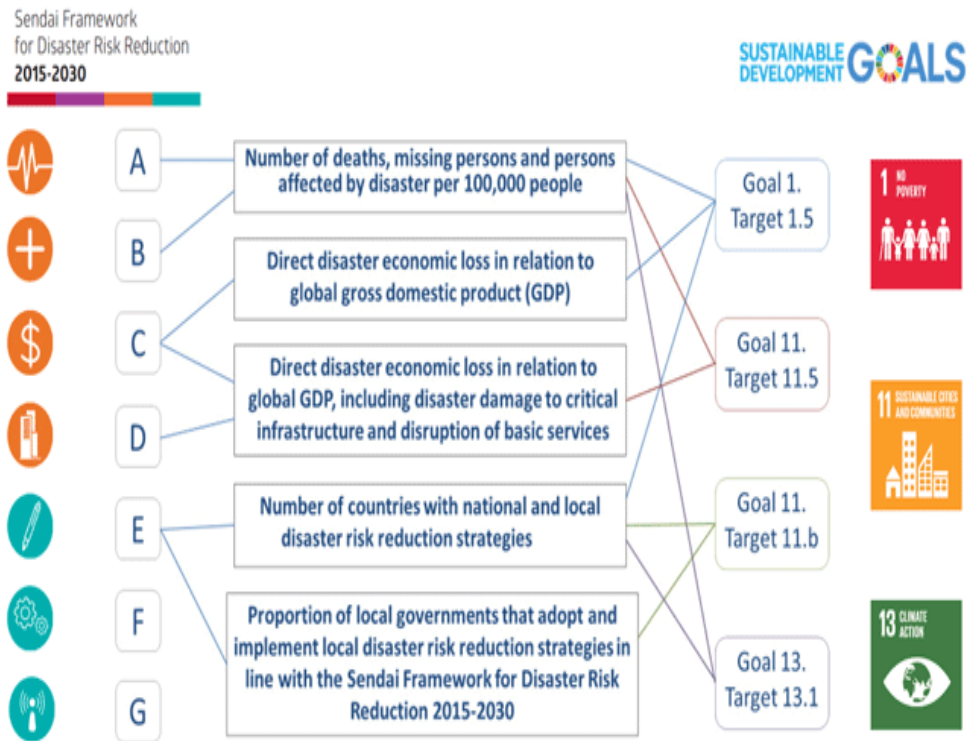 Sendai Framework
for Disaster Risk Reduction
2015-2030
SUSTAINABLE
DEVELOPMENT
GOALS
A
B
C
D
E
F
G
Number of deaths, missing persons and persons
affected by disaster per 100,000 people
Direct disaster economic loss in relation to
global gross domestic product (GDP)
Direct disaster economic loss in relation to
global GDP, including disaster damage to critical
infrastructure and disruption of basic services
Number of countries with national and local
disaster risk reduction strategies
Proportion of local governments that adopt and
implement local disaster risk reduction strategies in
line with the Sendai Framework for Disaster Risk
Reduction 2015-2030
Goal 1.
Target 1.5
Goal 11.
Target 11.5
Goal 11.
Target 11.b
Goal 13.
Target 13.1
1 NO
POVERTY
11 SUSTAINABLE CITIES
AND COMMUNITIES
13 CLIMATE
ACTION